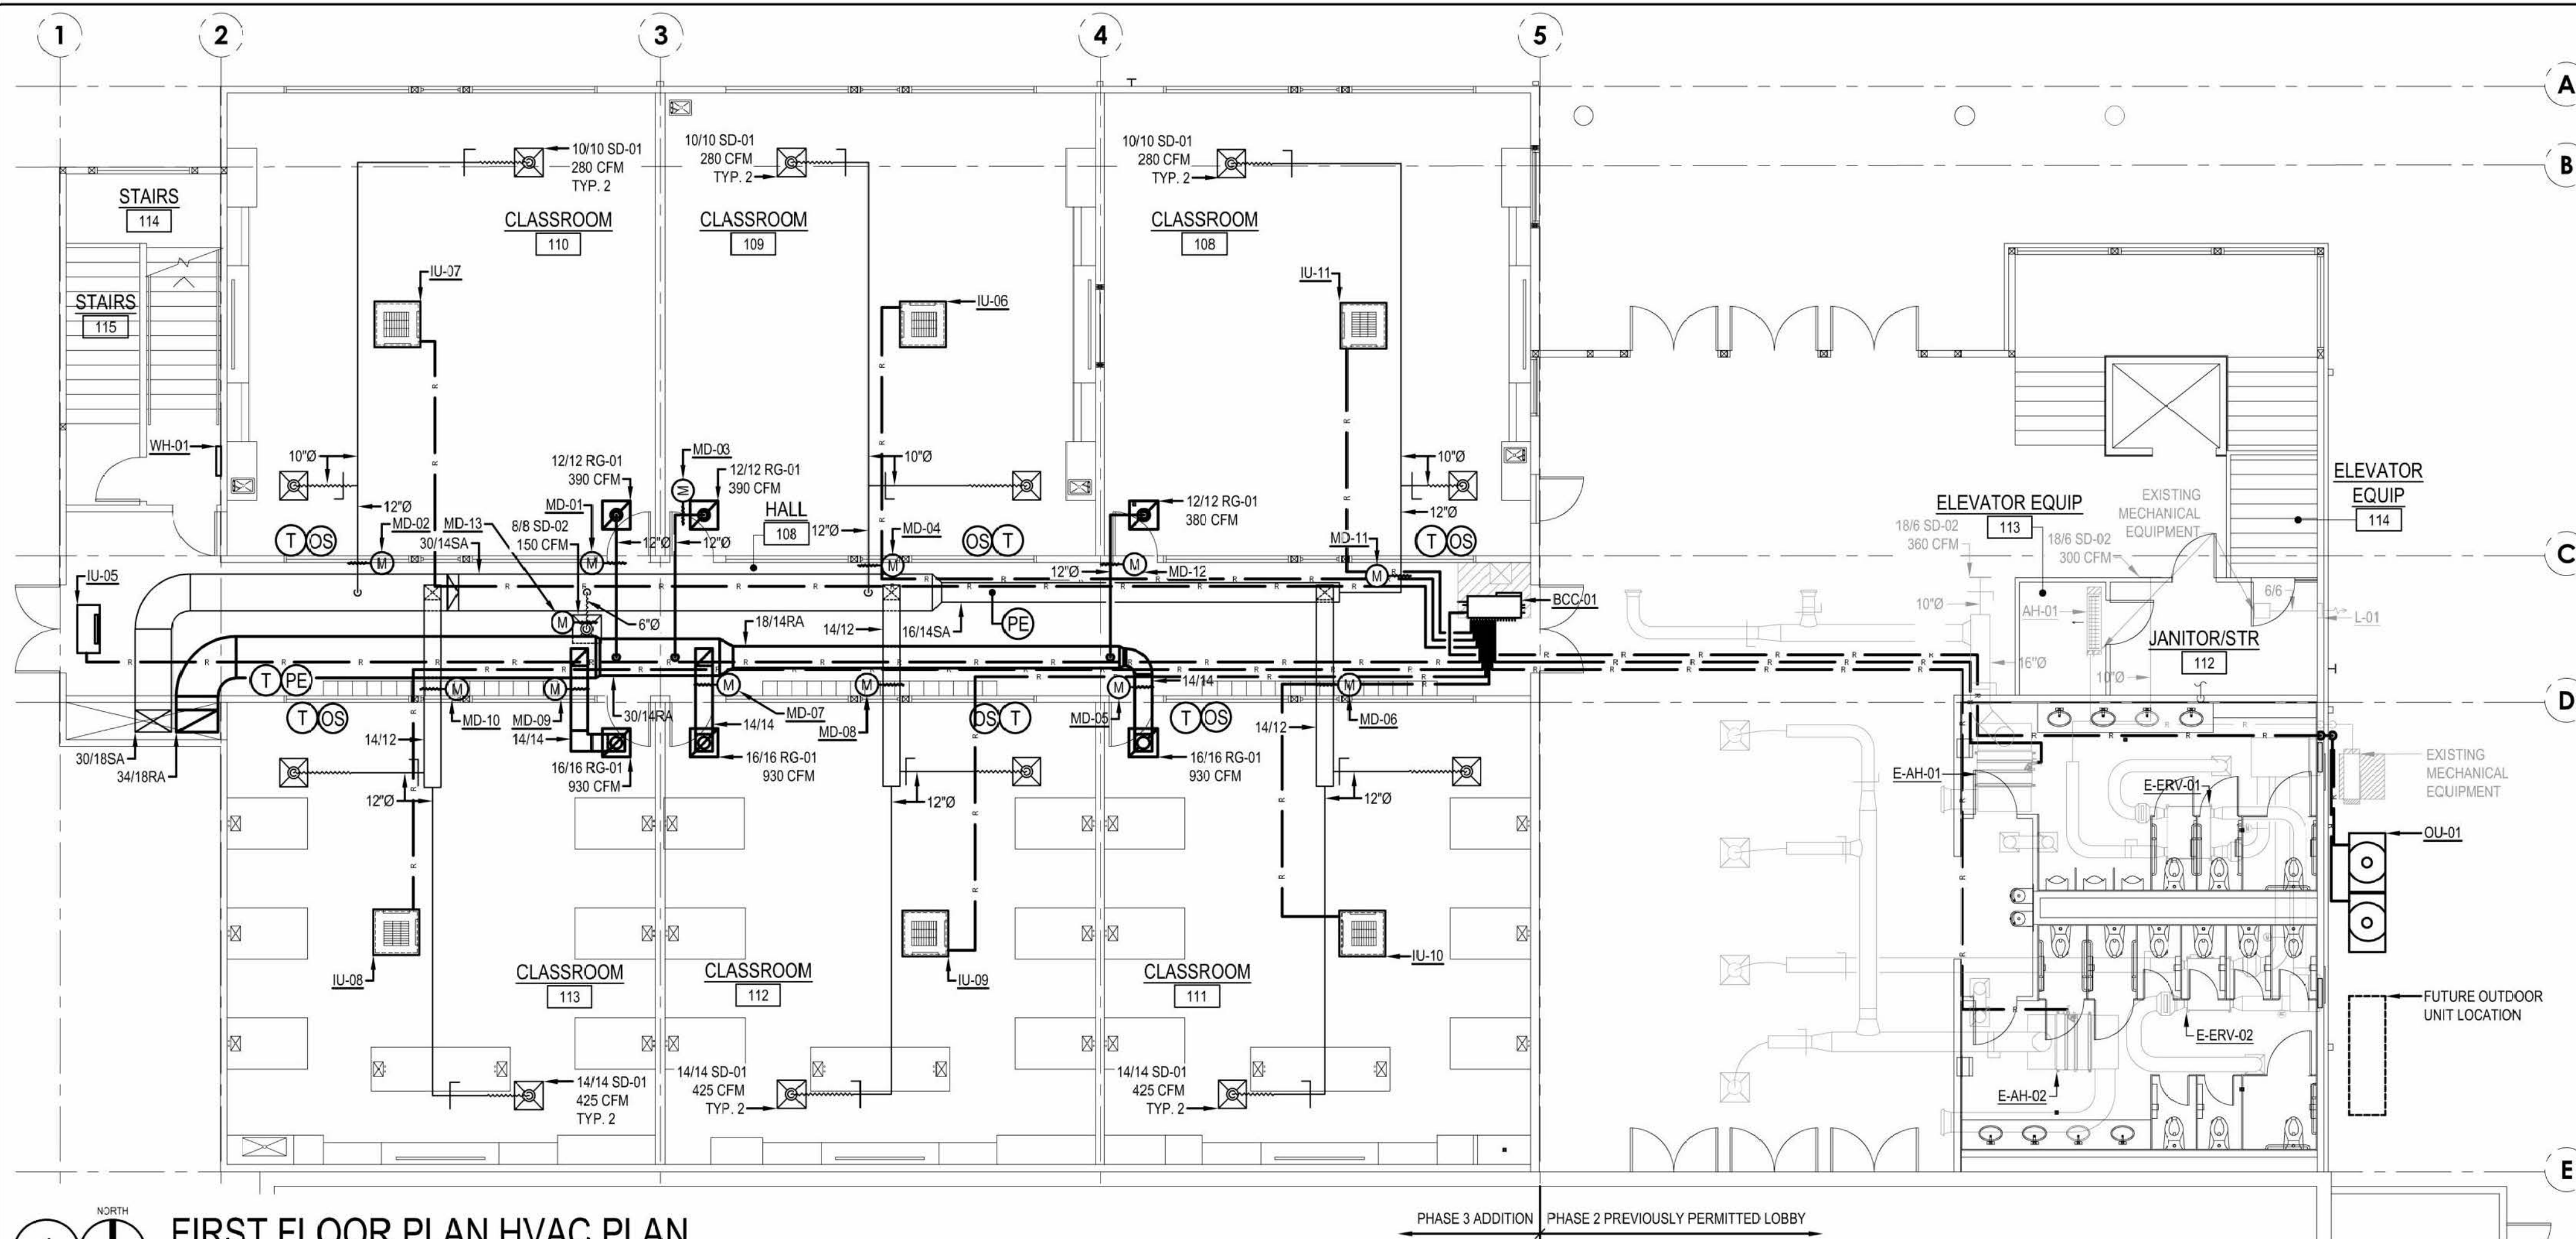 1
2
3
4
5
A
B
C
D
E
10/10 SD-01
280 CFM
TYP. 2
10/10 SD-01
280 CFM
TYP. 2
10/10 SD-01
280 CFM
TYP. 2
STAIRS
114
CLASSROOM
110
CLASSROOM
109
CLASSROOM
108
STAIRS
115
IU-07
IU-06
IU-11
WH-01
10"Ø
12/12 RG-01
390 CFM
MD-03
12/12 RG-01
390 CFM
10"Ø
10"Ø
12"Ø
MD-02
MD-13
30/14SA
8/8 SD-02
150 CFM
MD-01
12"Ø
12"Ø
HALL
108
12"Ø
MD-04
12/12 RG-01
380 CFM
12"Ø
MD-11
T
OS
OS
T
T
OS
M
M
M
M
M
M
M
12"Ø
MD-12
IU-05
BCC-01
6"Ø
18/14RA
14/12
16/14SA
PE
T
PE
M
M
M
M
M
M
14/14
T
OS
MD-10
MD-09
14/14
30/14RA
14/14
MD-07
MD-08
OS
T
MD-05
T
OS
14/12
MD-06
14/12
30/18SA
34/18RA
16/16 RG-01
930 CFM
16/16 RG-01
930 CFM
16/16 RG-01
930 CFM
12"Ø
12"Ø
12"Ø
IU-08
CLASSROOM
113
CLASSROOM
112
IU-09
CLASSROOM
111
IU-10
14/14 SD-01
425 CFM
TYP. 2
14/14 SD-01
425 CFM
TYP. 2
14/14 SD-01
425 CFM
TYP. 2
ELEVATOR
EQUIP
114
ELEVATOR EQUIP
113
EXISTING
MECHANICAL
EQUIPMENT
18/6 SD-02
360 CFM
18/6 SD-02
300 CFM
10"Ø
AH-01
6/6
L-01
JANITOR/STR
112
16"Ø
10"Ø
E-AH-01
E-ERV-01
EXISTING
MECHANICAL
EQUIPMENT
OU-01
FUTURE OUTDOOR
UNIT LOCATION
E-ERV-02
E-AH-02
NORTH
FIRST FLOOR PLAN HVAC PLAN
PHASE 3 ADDITION
PHASE 2 PREVIOUSLY PERMITTED LOBBY